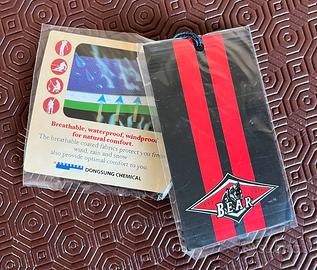 Breathable, waterproof, windproof
for natural comfort.
The breathable coated fabrics protect you from
wind, rain and snow
also provide optimal comfort to you.
DONGSUNG CHEMICAL
BEAR